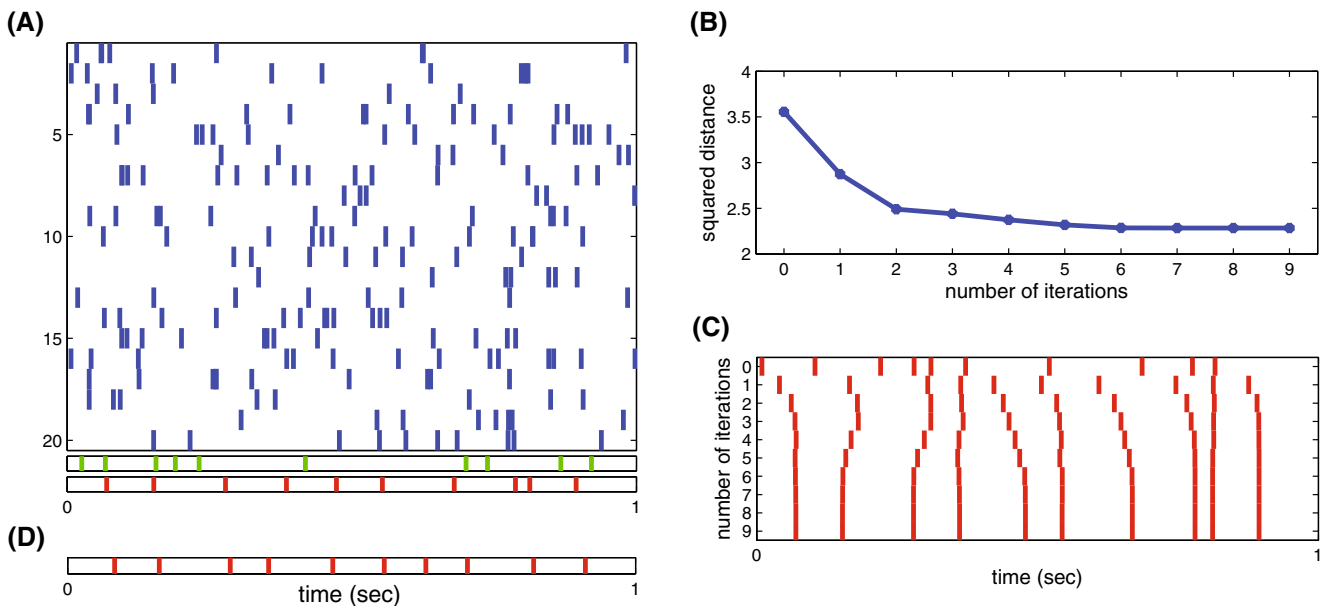 (A)
5
10
15
20
0 1
(D)
0 1
time (sec)
(B)
4
3.5
3
2.5
2
squared distance
0 1 2 3 4 5 6 7 8 9
number of iterations
(C)
0
1
2
3
4
5
6
7
8
9
number of iterations
0 1
time (sec)